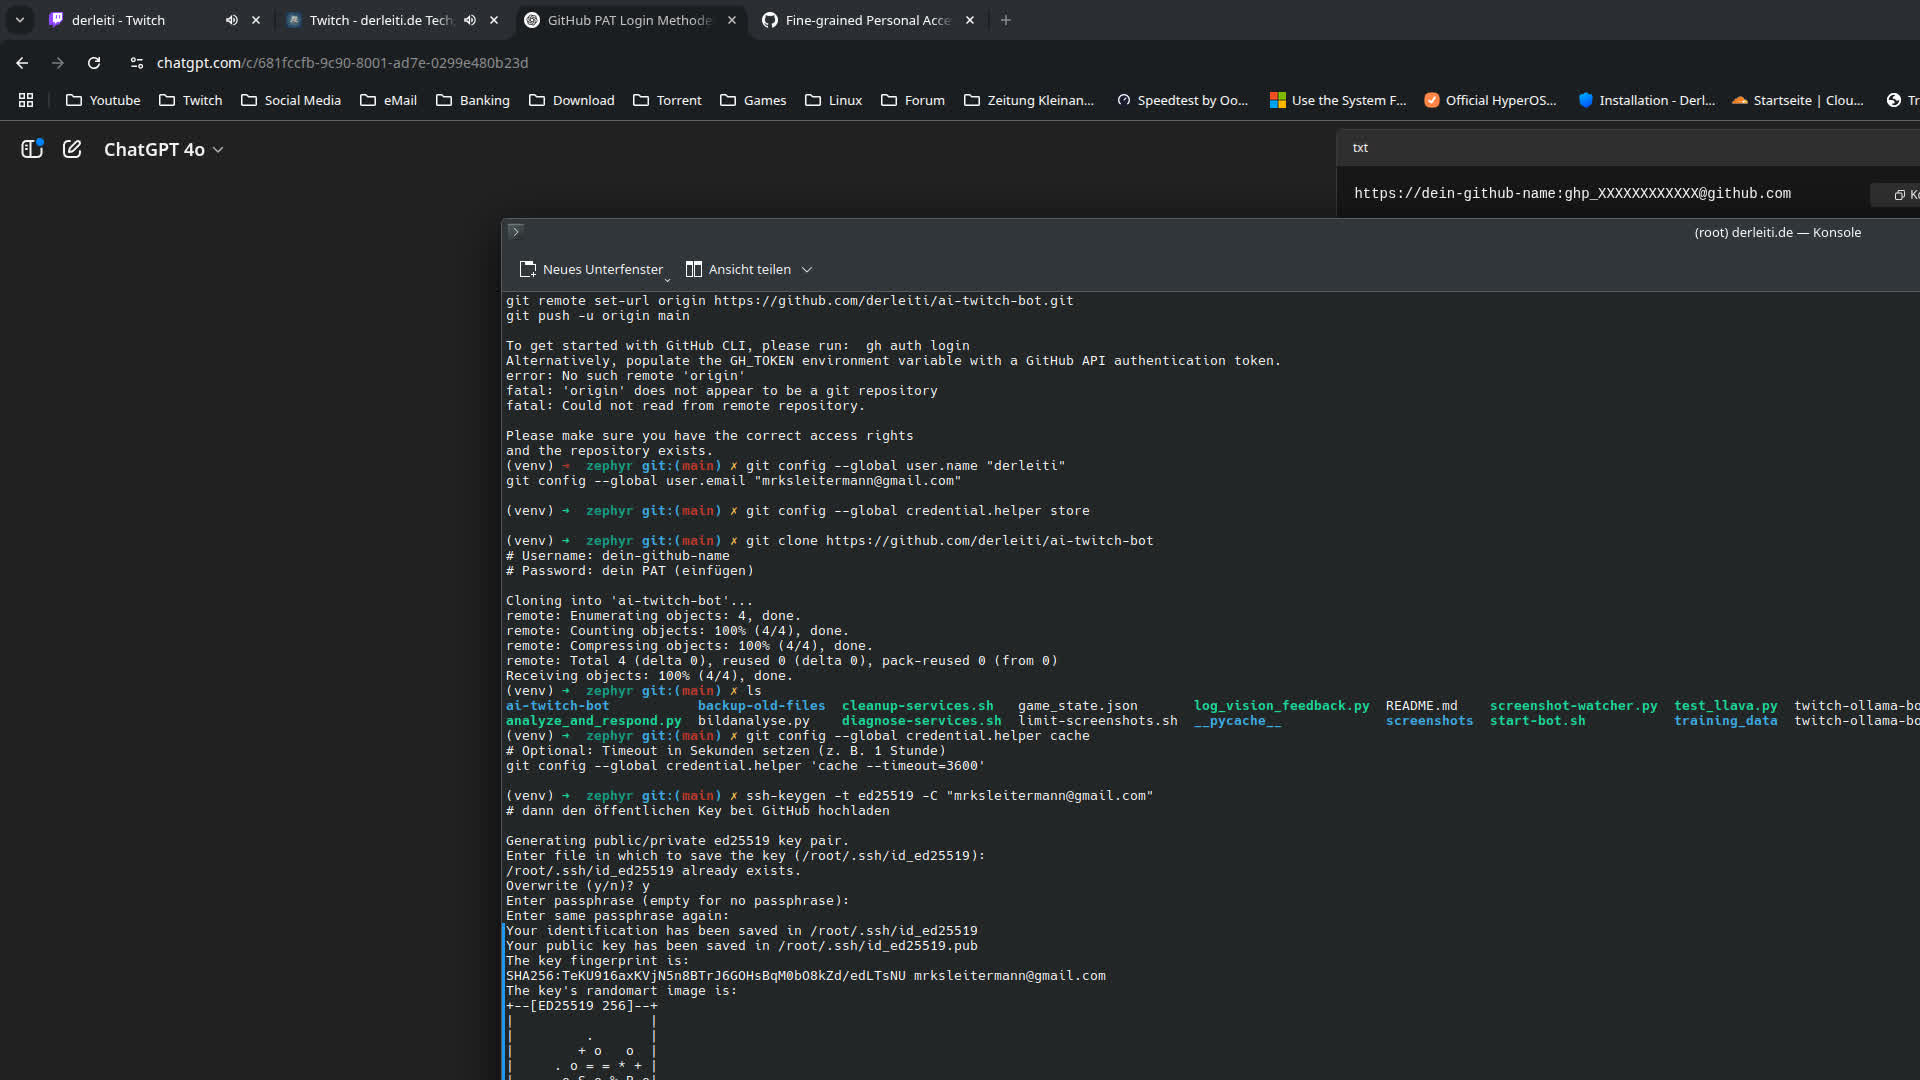 derleiti - Twitch
Twitch - derleiti.de Tech
GitHub PAT Login Methode
Fine-grained Personal Acce
chatgpt.com/c/681fccfb-9c90-8001-ad7e-0299e480b23d
Youtube
Twitch
Social Media
eMail
Banking
Download
Torrent
Games
Linux
Forum
Zeitung Kleinan...
Speedtest by Oo...
Use the System F...
Official HyperOS...
Installation - Derl...
Startseite | Clou...
Tr
ChatGPT 4o
txt
https://dein-github-name:ghp_XXXXXXXXXXXX@github.com
Ko
(root) derleiti.de — Konsole
Neues Unterfenster
Ansicht teilen
git remote set-url origin https://github.com/derleiti/ai-twitch-bot.git
git push -u origin main
To get started with GitHub CLI, please run:  gh auth login
Alternatively, populate the GH_TOKEN environment variable with a GitHub API authentication token.
error: No such remote 'origin'
fatal: 'origin' does not appear to be a git repository
fatal: Could not read from remote repository.
Please make sure you have the correct access rights
and the repository exists.
(venv) ➜  zephyr git:(main) ✗ git config --global user.name "derleiti"
git config --global user.email "mrksleitermann@gmail.com"
(venv) ➜  zephyr git:(main) ✗ git config --global credential.helper store
(venv) ➜  zephyr git:(main) ✗ git clone https://github.com/derleiti/ai-twitch-bot
# Username: dein-github-name
# Password: dein PAT (einfügen)
Cloning into 'ai-twitch-bot'...
remote: Enumerating objects: 4, done.
remote: Counting objects: 100% (4/4), done.
remote: Compressing objects: 100% (4/4), done.
remote: Total 4 (delta 0), reused 0 (delta 0), pack-reused 0 (from 0)
Receiving objects: 100% (4/4), done.
(venv) ➜  zephyr git:(main) ✗ ls
ai-twitch-bot backup-old-files cleanup-services.sh game_state.json log_vision_feedback.py README.md screenshot-watcher.py test_llava.py twitch-ollama-bo
analyze_and_respond.py bildanalyse.py diagnose-services.sh limit-screenshots.sh __pycache__ screenshots start-bot.sh training_data twitch-ollama-bo
(venv) ➜  zephyr git:(main) ✗ git config --global credential.helper cache
# Optional: Timeout in Sekunden setzen (z. B. 1 Stunde)
git config --global credential.helper 'cache --timeout=3600'
(venv) ➜  zephyr git:(main) ✗ ssh-keygen -t ed25519 -C "mrksleitermann@gmail.com"
# dann den öffentlichen Key bei GitHub hochladen
Generating public/private ed25519 key pair.
Enter file in which to save the key (/root/.ssh/id_ed25519):
/root/.ssh/id_ed25519 already exists.
Overwrite (y/n)? y
Enter passphrase (empty for no passphrase):
Enter same passphrase again:
Your identification has been saved in /root/.ssh/id_ed25519
Your public key has been saved in /root/.ssh/id_ed25519.pub
The key fingerprint is:
SHA256:TeKU916axKVjN5n8BTrJ6GOHsBqM0bO8kZd/edLTsNU mrksleitermann@gmail.com
The key's randomart image is:
+--[ED25519 256]--+
|                 |
|         .       |
|        + o   o  |
|     . o = = * + |